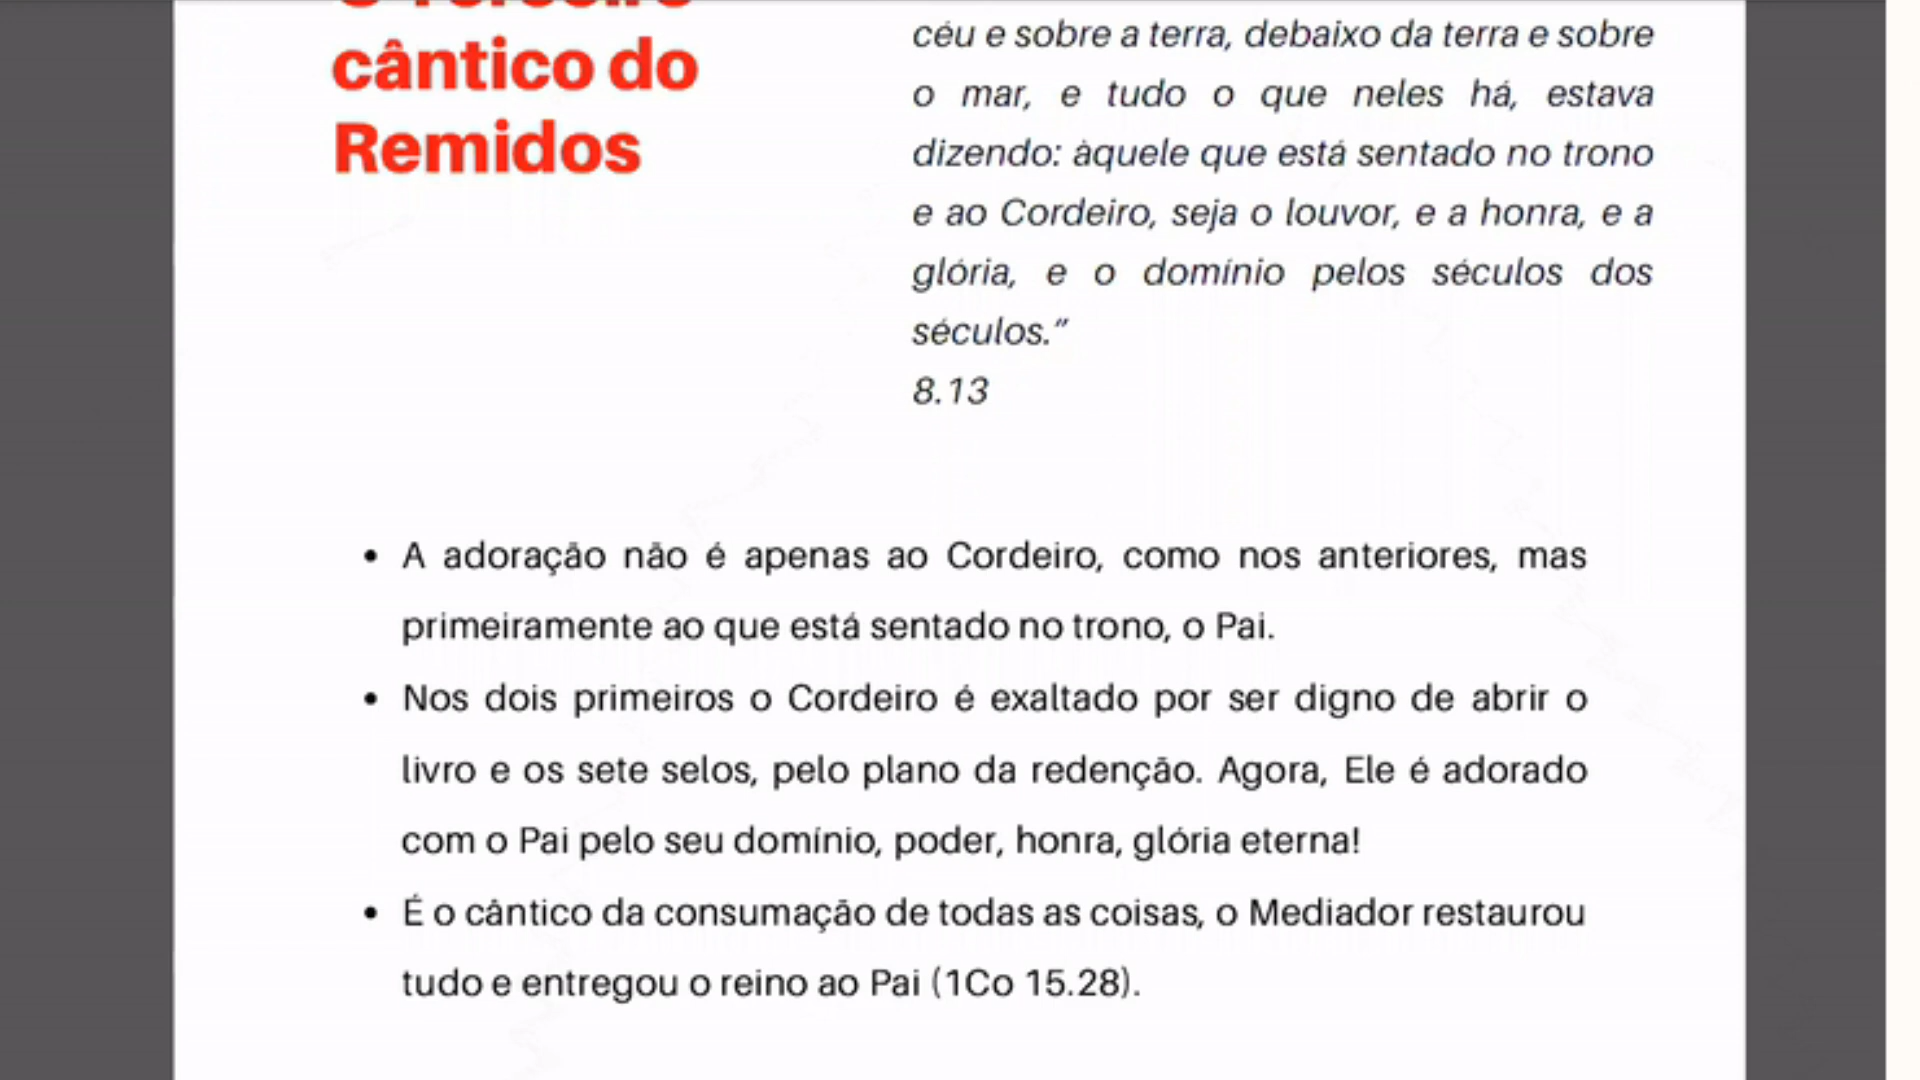 cântico do
Remidos
céu e sobre a terra, debaixo da terra e sobre
o mar, e tudo o que neles há, estava
dizendo: àquele que está sentado no trono
e ao Cordeiro, seja o louvor, e a honra, e a
glória, e o domínio pelos séculos dos
séculos.”
8.13
• A adoração não é apenas ao Cordeiro, como nos anteriores, mas
primeiramente ao que está sentado no trono, o Pai.
• Nos dois primeiros o Cordeiro é exaltado por ser digno de abrir o
livro e os sete selos, pelo plano da redenção. Agora, Ele é adorado
com o Pai pelo seu domínio, poder, honra, glória eterna!
• É o cântico da consumação de todas as coisas, o Mediador restaurou
tudo e entregou o reino ao Pai (1Co 15.28).